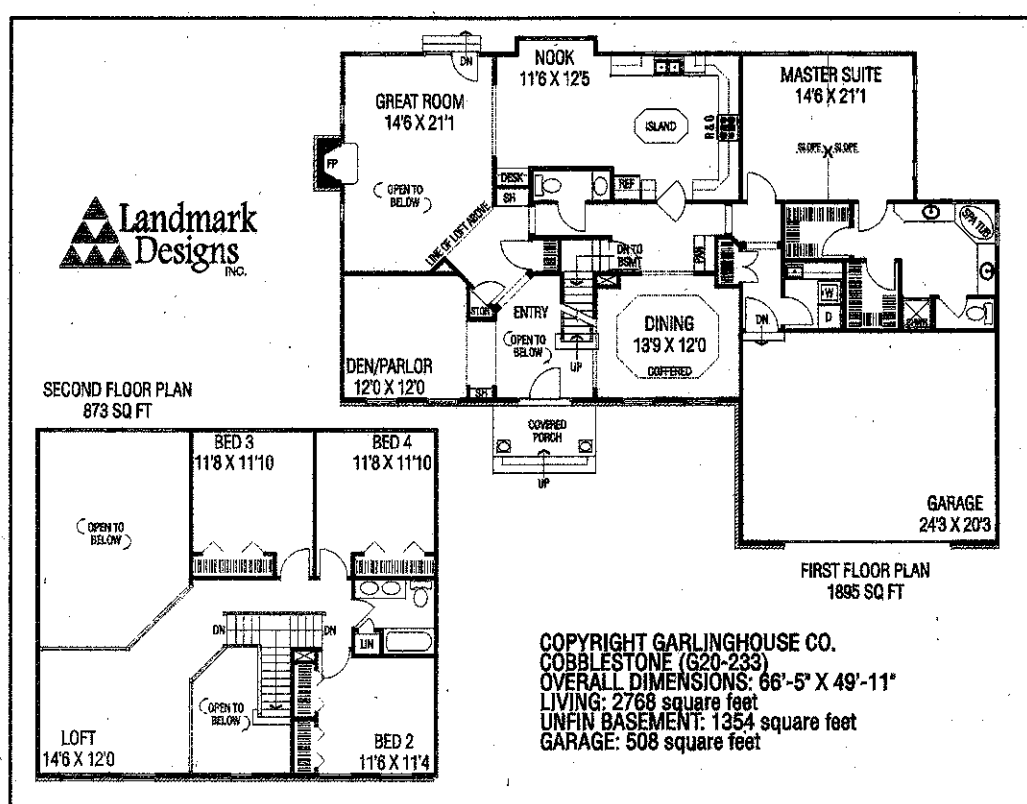 NOOK
11'6 X 12'5
DN
GREAT ROOM
14'6 X 21'1
MASTER SUITE
14'6 X 21'1
ISLAND
R & O
SLOPE SLOPE
FP
DESK
REF
SH
OPEN TO
BELOW
LINE OF LOFT ABOVE
SPA TUB
Landmark
Designs
INC.
DN TO
BSMT
PAN
W
D
STOR
ENTRY
DN
OPEN TO
BELOW
DINING
13'9 X 12'0
COFFERED
UP
DEN/PARLOR
12'0 X 12'0
SH
COVERED
PORCH
UP
GARAGE
24'3 X 20'3
FIRST FLOOR PLAN
1895 SQ FT
SECOND FLOOR PLAN
873 SQ FT
BED 3
11'8 X 11'10
BED 4
11'8 X 11'10
OPEN TO
BELOW
DN
DN
LIN
OPEN TO
BELOW
LOFT
14'6 X 12'0
BED 2
11'6 X 11'4
COPYRIGHT GARLINGHOUSE CO.
COBBLESTONE (G20-233)
OVERALL DIMENSIONS: 66'-5" X 49'-11"
LIVING: 2768 square feet
UNFIN BASEMENT: 1354 square feet
GARAGE: 508 square feet